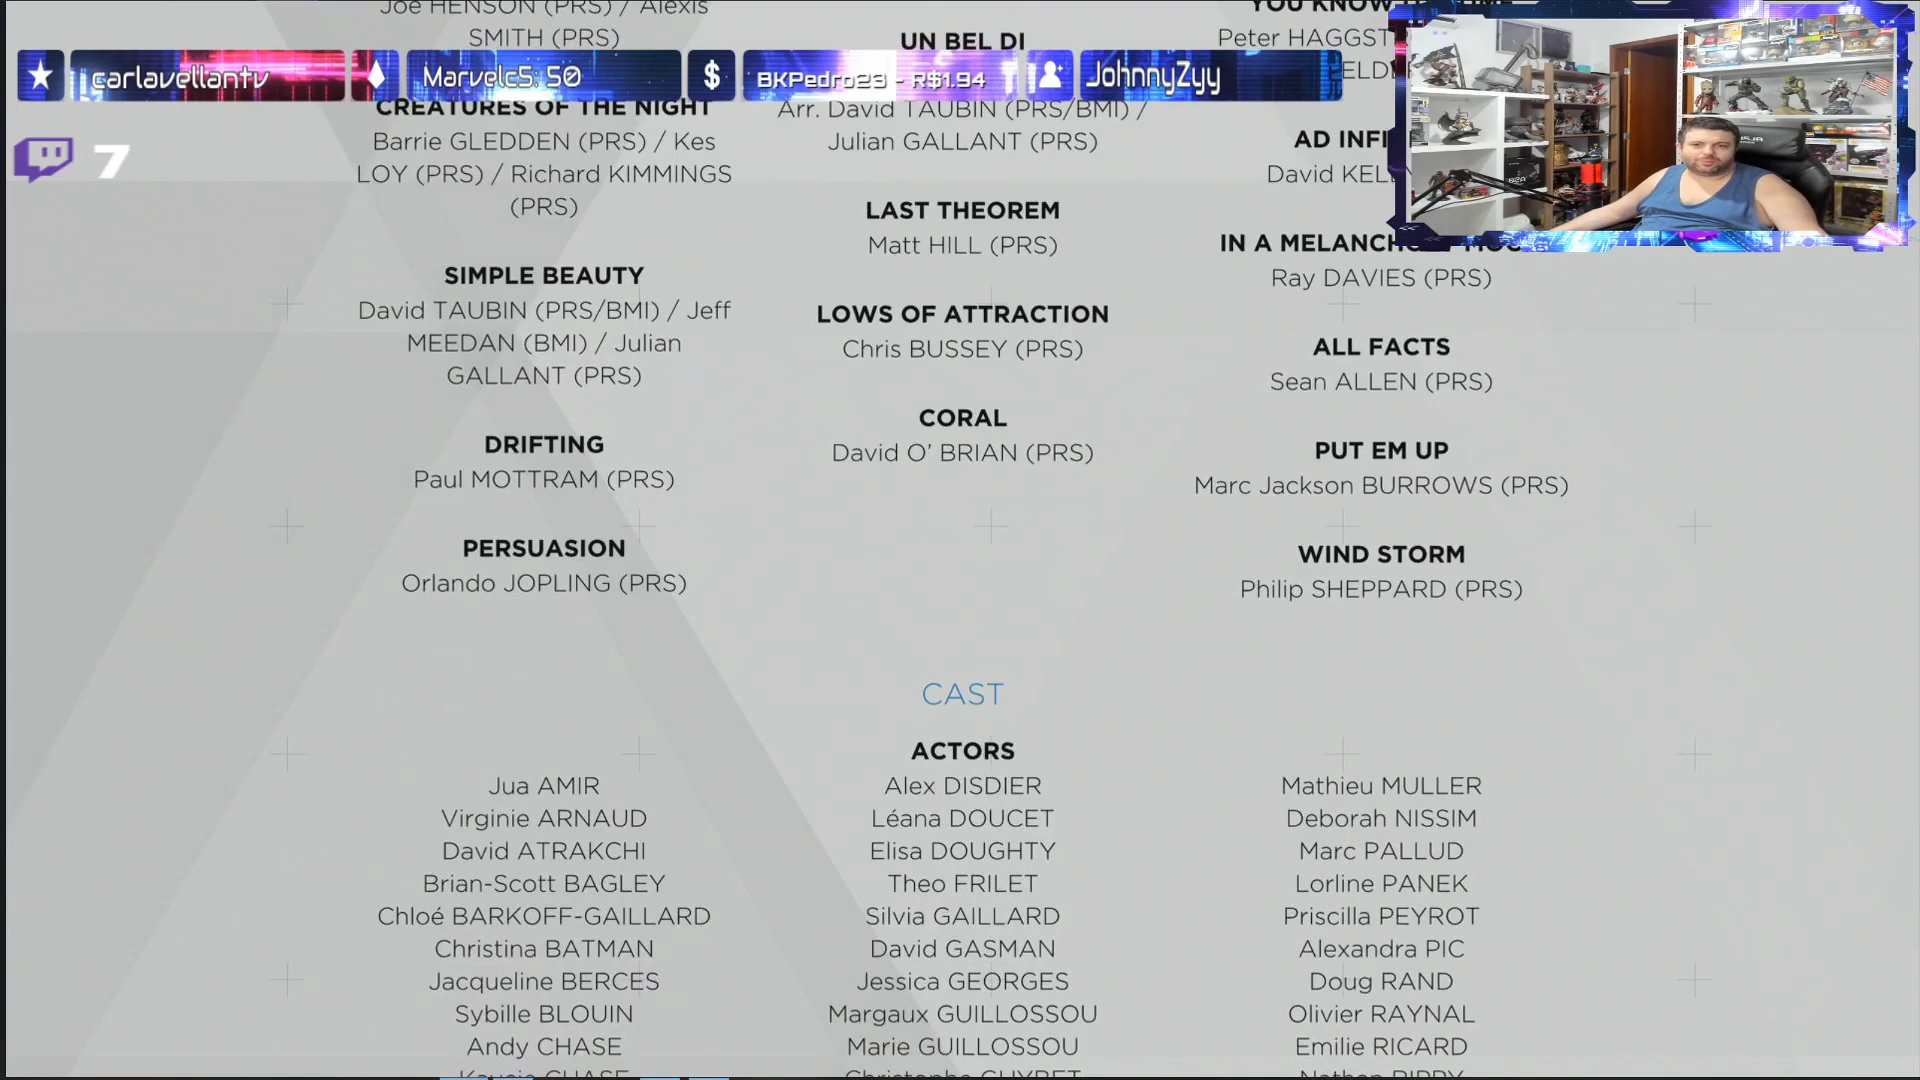 Joe HENSON (PRS) / Alexis
SMITH (PRS)
CREATURES OF THE NIGHT
Barrie GLEDDEN (PRS) / Kes
LOY (PRS) / Richard KIMMINGS
(PRS)
SIMPLE BEAUTY
David TAUBIN (PRS/BMI) / Jeff
MEEDAN (BMI) / Julian
GALLANT (PRS)
DRIFTING
Paul MOTTRAM (PRS)
PERSUASION
Orlando JOPLING (PRS)
UN BEL DI
Arr. David TAUBIN (PRS/BMI) /
Julian GALLANT (PRS)
LAST THEOREM
Matt HILL (PRS)
LOWS OF ATTRACTION
Chris BUSSEY (PRS)
CORAL
David O’ BRIAN (PRS)
YOU KNOW
Peter HAGGST
AD INFI
David KEL
IN A MELANCH
Ray DAVIES (PRS)
ALL FACTS
Sean ALLEN (PRS)
PUT EM UP
Marc Jackson BURROWS (PRS)
WIND STORM
Philip SHEPPARD (PRS)
carlavellantv
Marvelc5: 50
$
BKPedro23 - R$1.94
JohnnyZyy
7
CAST
ACTORS
Jua AMIR
Virginie ARNAUD
David ATRAKCHI
Brian-Scott BAGLEY
Chloé BARKOFF-GAILLARD
Christina BATMAN
Jacqueline BERCES
Sybille BLOUIN
Andy CHASE
Alex DISDIER
Léana DOUCET
Elisa DOUGHTY
Theo FRILET
Silvia GAILLARD
David GASMAN
Jessica GEORGES
Margaux GUILLOSSOU
Marie GUILLOSSOU
Mathieu MULLER
Deborah NISSIM
Marc PALLUD
Lorline PANEK
Priscilla PEYROT
Alexandra PIC
Doug RAND
Olivier RAYNAL
Emilie RICARD